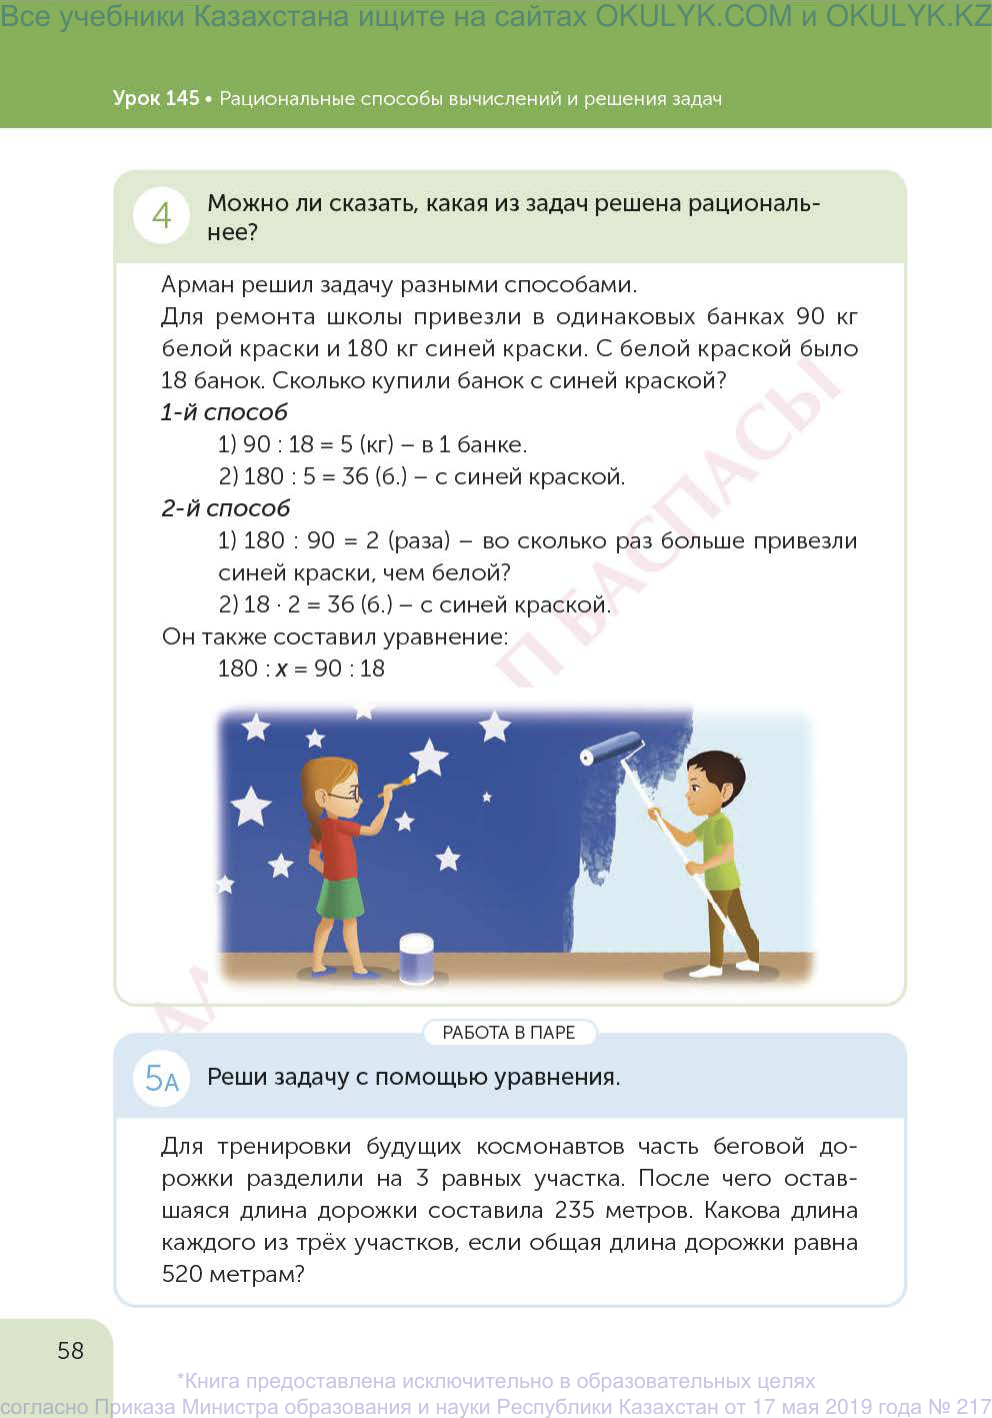 Все учебники Казахстана ищите на сайтах OKULYK.COM и OKULYK.KZ
Урок 145 • Рациональные способы вычислений и решения задач
4
Можно ли сказать, какая из задач решена рациональ-
нее?
Арман решил задачу разными способами.
Для ремонта школы привезли в одинаковых банках 90 кг
белой краски и 180 кг синей краски. С белой краской было
18 банок. Сколько купили банок с синей краской?
1-й способ
1) 90 : 18 = 5 (кг) – в 1 банке.
2) 180 : 5 = 36 (б.) – с синей краской.
2-й способ
1) 180 : 90 = 2 (раза) – во сколько раз больше привезли
синей краски, чем белой?
2) 18 · 2 = 36 (б.) – с синей краской.
Он также составил уравнение:
180 : x = 90 : 18
П БАСПАСЫ
РАБОТА В ПАРЕ
5А
Реши задачу с помощью уравнения.
Для тренировки будущих космонавтов часть беговой до-
рожки разделили на 3 равных участка. После чего остав-
шаяся длина дорожки составила 235 метров. Какова длина
каждого из трёх участков, если общая длина дорожки равна
520 метрам?
58
*Книга предоставлена исключительно в образовательных целях
согласно Приказа Министра образования и науки Республики Казахстан от 17 мая 2019 года № 217